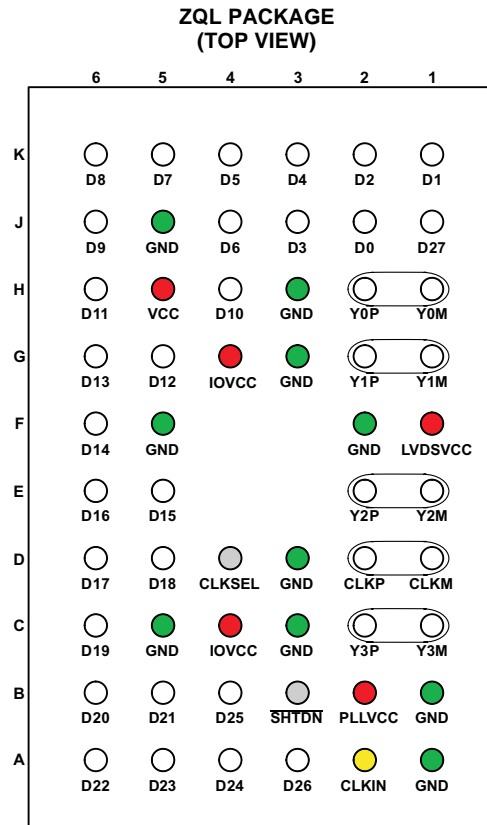 ZQL PACKAGE
(TOP VIEW)
6 5 4 3 2 1
K
D8 D7 D5 D4 D2 D1
J
D9 GND D6 D3 D0 D27
H
D11 VCC D10 GND Y0P Y0M
G
D13 D12 IOVCC GND Y1P Y1M
F
D14 GND GND LVDSVCC
E
D16 D15 Y2P Y2M
D
D17 D18 CLKSEL GND CLKP CLKM
C
D19 GND IOVCC GND Y3P Y3M
B
D20 D21 D25 SHTDN PLLVCC GND
A
D22 D23 D24 D26 CLKIN GND